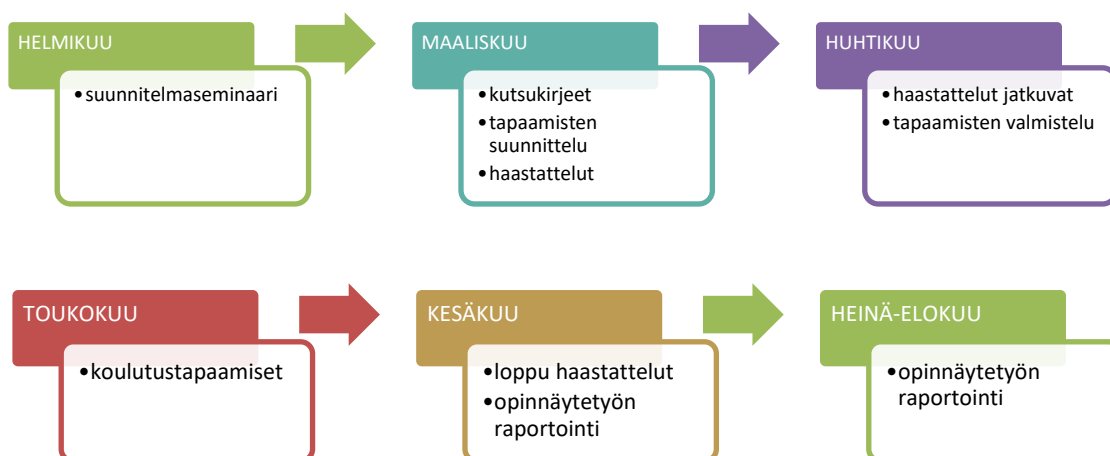 HELMIKUU
•suunnitelmaseminaari
MAALISKUU
•kutsukirjeet
•tapaamisten
suunnittelu
•haastattelut
HUHTIKUU
•haastattelut jatkuvat
•tapaamisten valmistelu
TOUKOKUU
•koulutustapaamiset
KESÄKUU
•loppu haastattelut
•opinnäytetyön
raportointi
HEINÄ-ELOKUU
•opinnäytetyön
raportointi